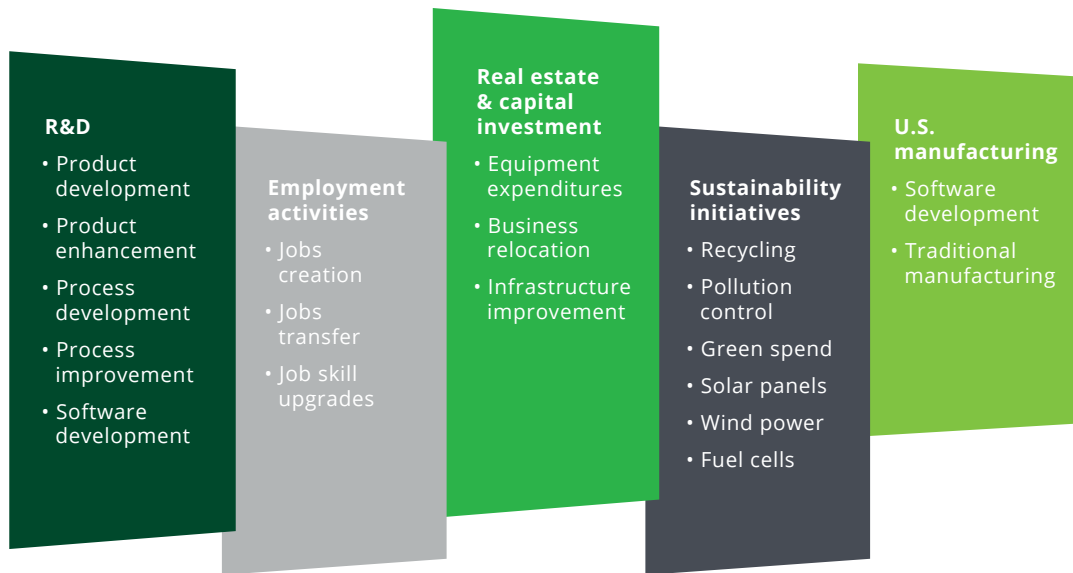 R&D
• Product
development
• Product
enhancement
• Process
development
• Process
improvement
• Software
development
Employment
activities
• Jobs
creation
• Jobs
transfer
• Job skill
upgrades
Real estate
& capital
investment
• Equipment
expenditures
• Business
relocation
• Infrastructure
improvement
Sustainability
initiatives
• Recycling
• Pollution
control
• Green spend
• Solar panels
• Wind power
• Fuel cells
U.S.
manufacturing
• Software
development
• Traditional
manufacturing